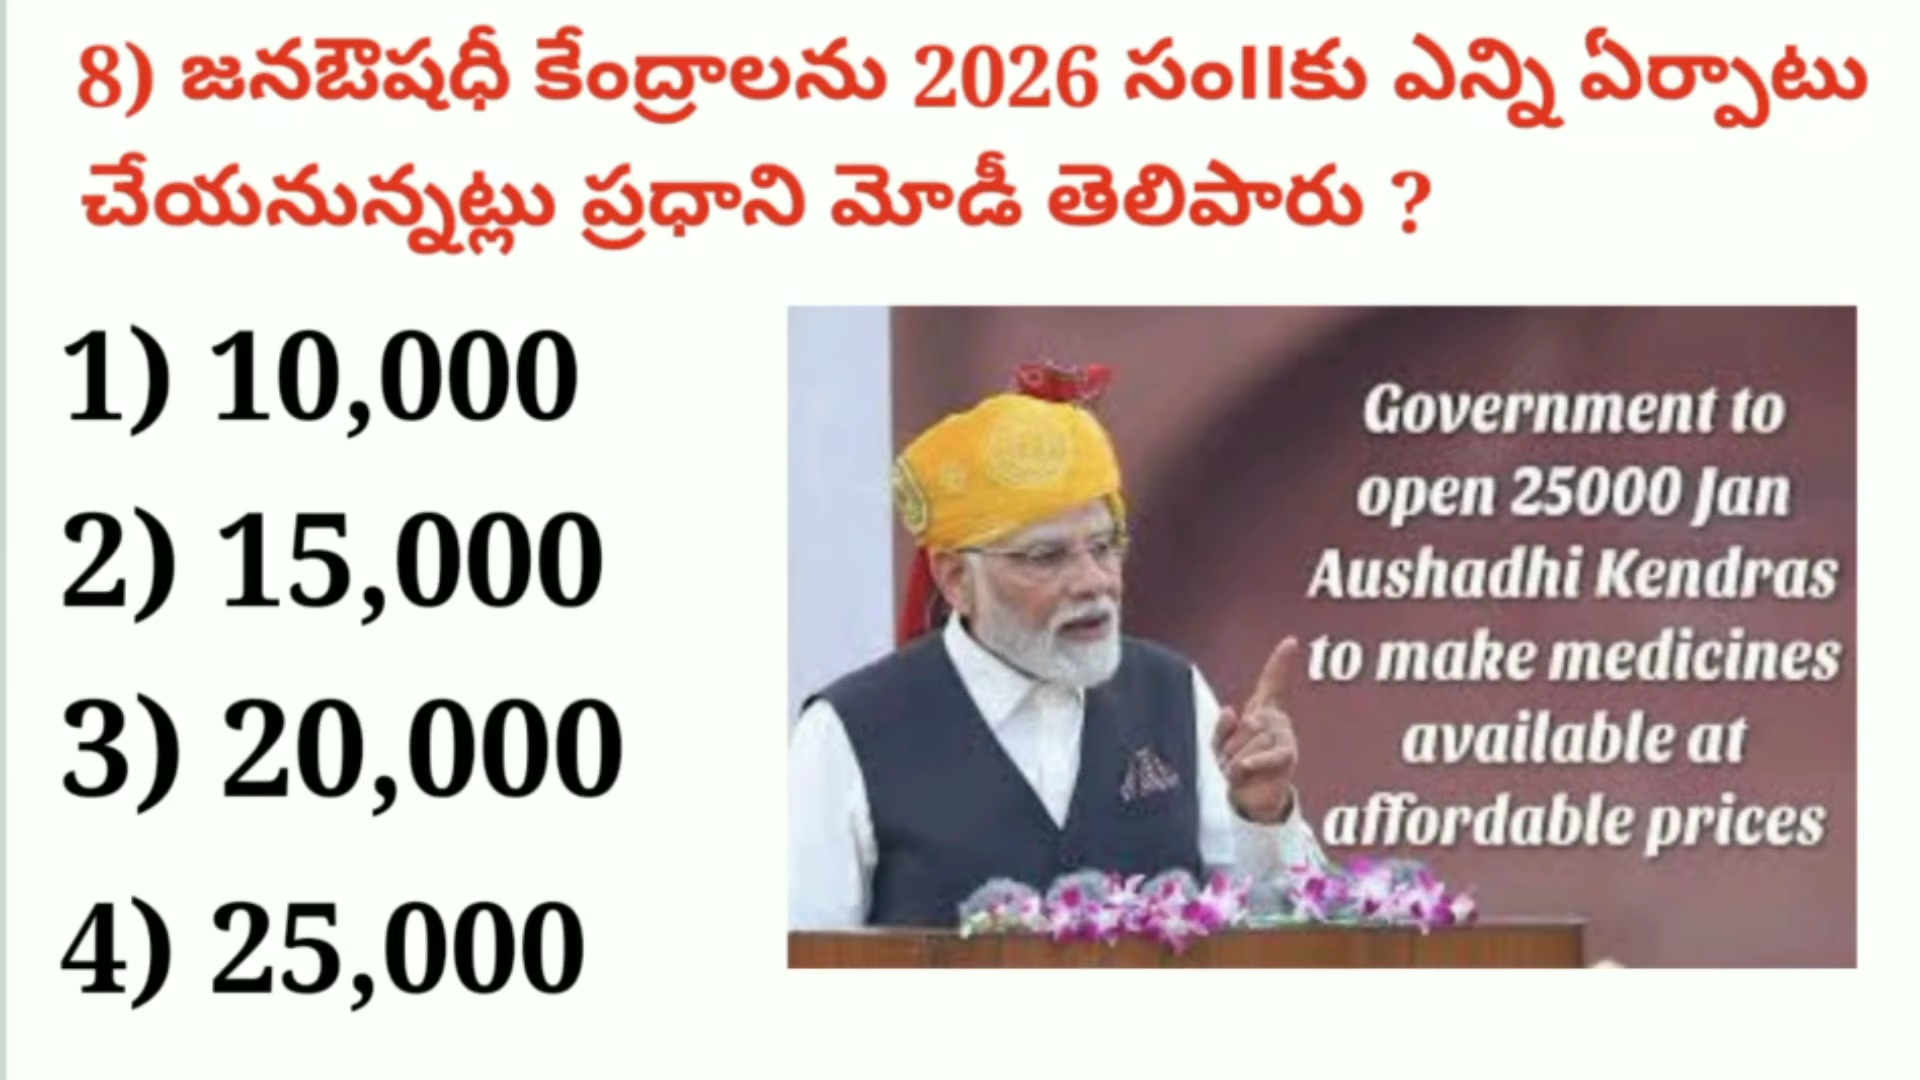 8) జనఔషధీ కేంద్రాలను 2026 సం||కు ఎన్ని ఏర్పాటు
చేయనున్నట్లు ప్రధాని మోడీ తెలిపారు ?
1) 10,000
2) 15,000
3) 20,000
4) 25,000
Government to
open 25000 Jan
Aushadhi Kendras
to make medicines
available at
affordable prices